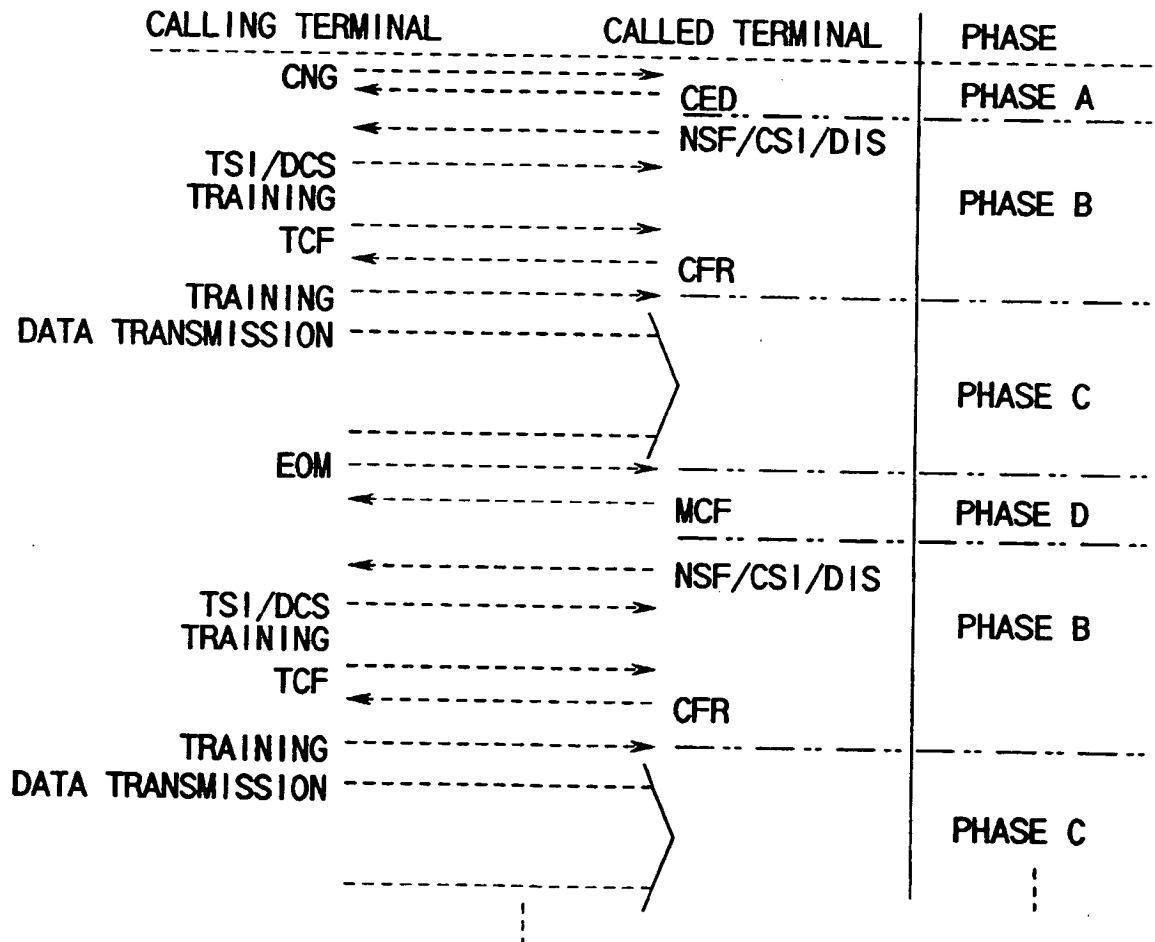 CALLING TERMINAL CALLED TERMINAL PHASE
CNG
CED PHASE A
NSF/CSI/DIS
TSI/DCS
TRAINING PHASE B
TCF
CFR
TRAINING
DATA TRANSMISSION
PHASE C
EOM
MCF PHASE D
NSF/CSI/DIS
TSI/DCS
TRAINING PHASE B
TCF
CFR
TRAINING
DATA TRANSMISSION
PHASE C